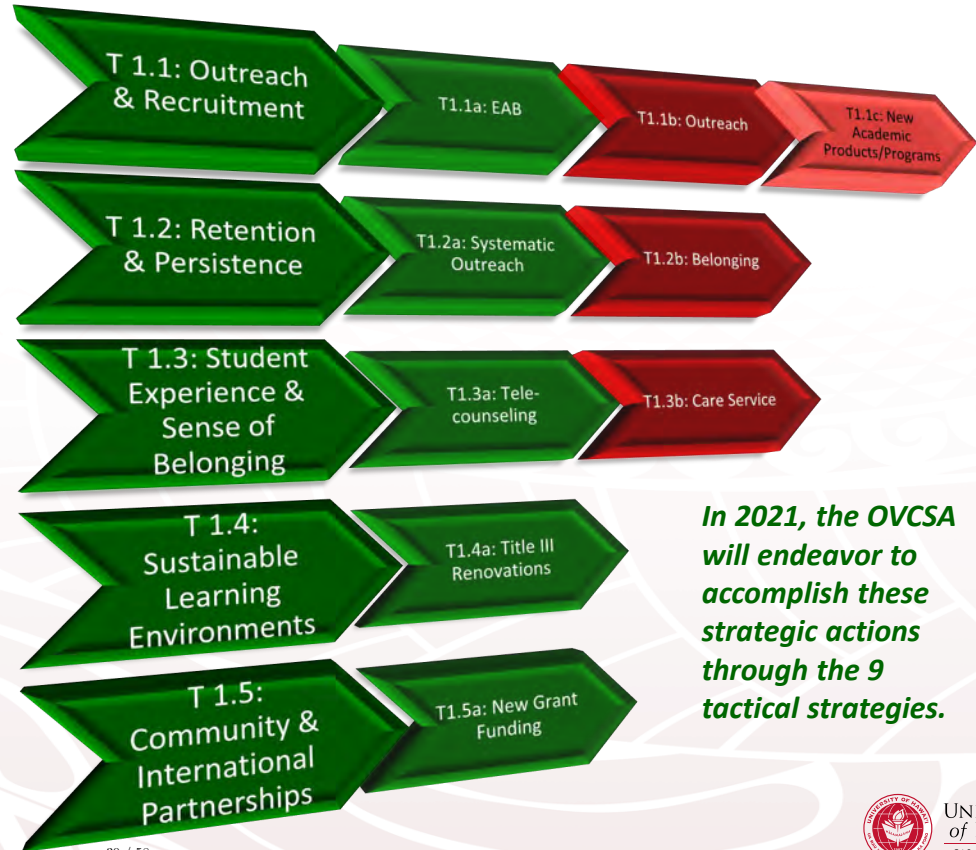 T 1.1: Outreach
& Recruitment
T1.1a: EAB
T1.1b: Outreach
T1.1c: New
Academic
Products/Programs
T 1.2: Retention
& Persistence
T1.2a: Systematic
Outreach
T1.2b: Belonging
T 1.3: Student
Experience &
Sense of
Belonging
T1.3a: Tele-
counseling
T1.3b: Care Service
T 1.4:
Sustainable
Learning
Environments
T1.4a: Title III
Renovations
In 2021, the OVCSA
will endeavor to
accomplish these
strategic actions
through the 9
tactical strategies.
T 1.5:
Community &
International
Partnerships
T1.5a: New Grant
Funding
UNIVERSITY OF HAWAI'I
UN
of